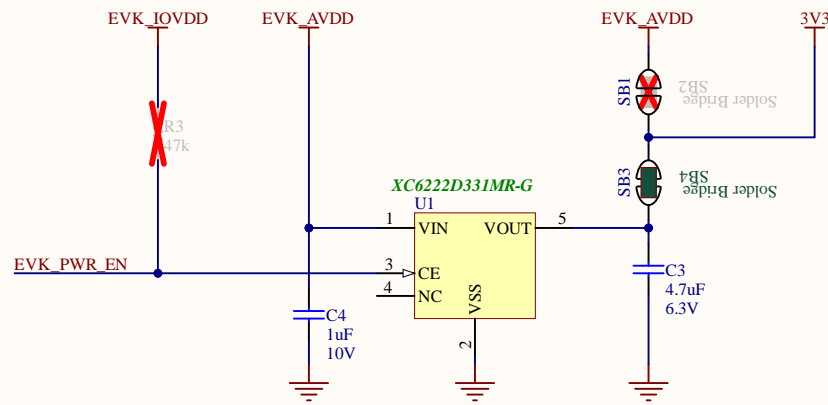 EVK_IOVDD
EVK_AVDD
EVK_AVDD
3V3
SB1
SB2
Solder Bridge
R3
47k
SB3
SB4
Solder Bridge
XC6222D331MR-G
U1
1
VIN
VOUT
5
EVK_PWR_EN
3
CE
4
NC
VSS
2
C4
1uF
10V
C3
4.7uF
6.3V